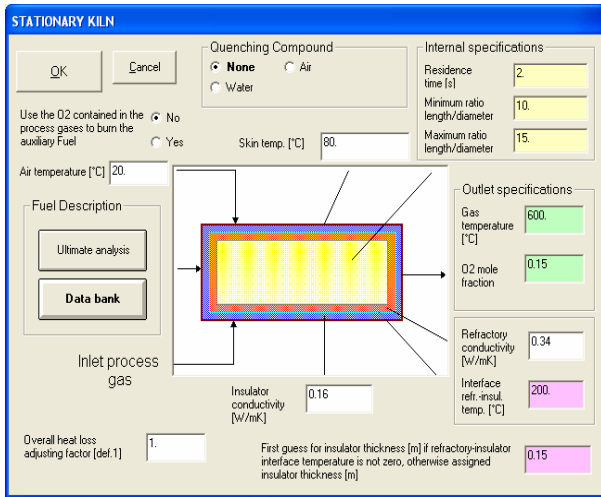 STATIONARY KILN
OK
Cancel
Quenching Compound
None
Air
Water
Internal specifications
Residence
time [s]
2.
Minimum ratio
length/diameter
10.
Maximum ratio
length/diameter
15.
Use the O2 contained in the
process gases to burn the
auxiliary Fuel
No
Yes
Skin temp. [°C]
80.
Air temperature [°C]
20.
Fuel Description
Ultimate analysis
Data bank
Outlet specifications
Gas
temperature
[°C]
600.
O2 mole
fraction
0.15
Inlet process
gas
Refractory
conductivity
[W/mK]
0.34
Interface
refr.-insul.
temp. [°C]
200.
Insulator
conductivity
[W/mK]
0.16
Overall heat loss
adjusting factor [def.1]
1.
First guess for insulator thickness [m] if refractory-insulator
interface temperature is not zero, otherwise assigned
insulator thickness [m]
0.15